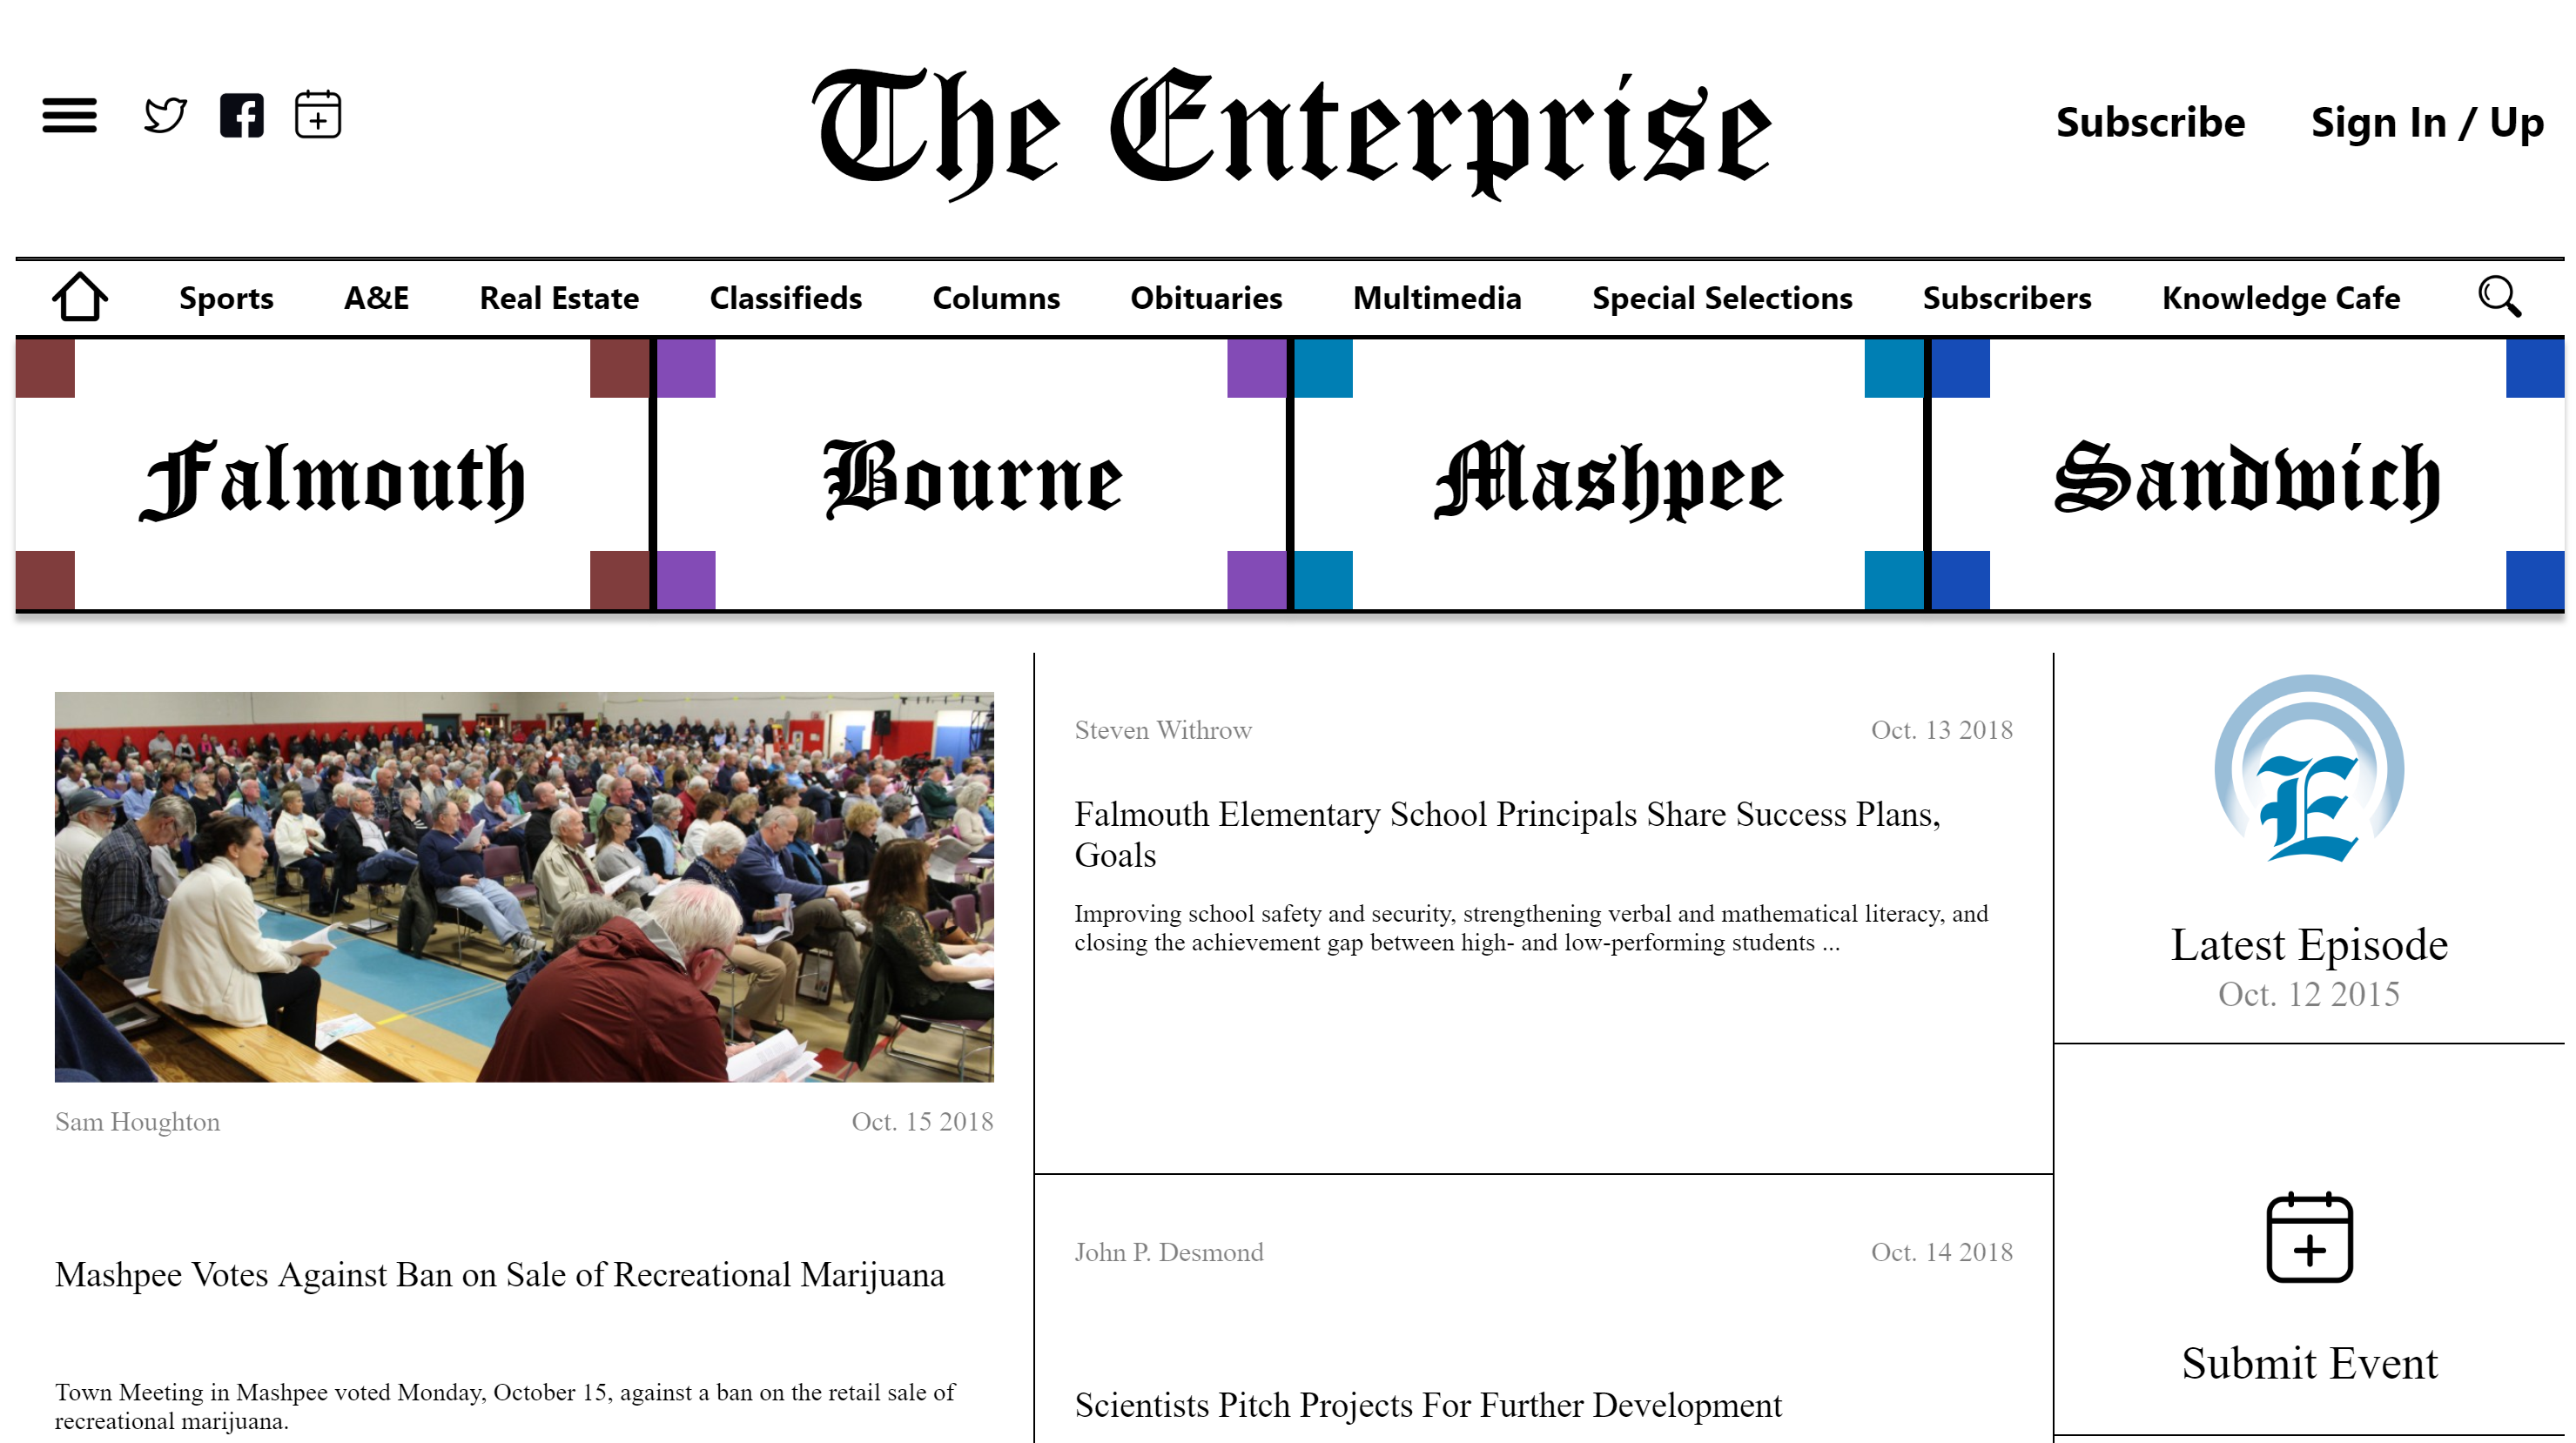 The Enterprise
Subscribe
Sign In / Up
Sports
A&E
Real Estate
Classifieds
Columns
Obituaries
Multimedia
Special Selections
Subscribers
Knowledge Cafe
Falmouth
Bourne
Mashpee
Sandwich
Sam Houghton
Oct. 15 2018
Mashpee Votes Against Ban on Sale of Recreational Marijuana
Town Meeting in Mashpee voted Monday, October 15, against a ban on the retail sale of
recreational marijuana.
Steven Withrow
Oct. 13 2018
Falmouth Elementary School Principals Share Success Plans,
Goals
Improving school safety and security, strengthening verbal and mathematical literacy, and
closing the achievement gap between high- and low-performing students ...
John P. Desmond
Oct. 14 2018
Scientists Pitch Projects For Further Development
E
Latest Episode
Oct. 12 2015
Submit Event